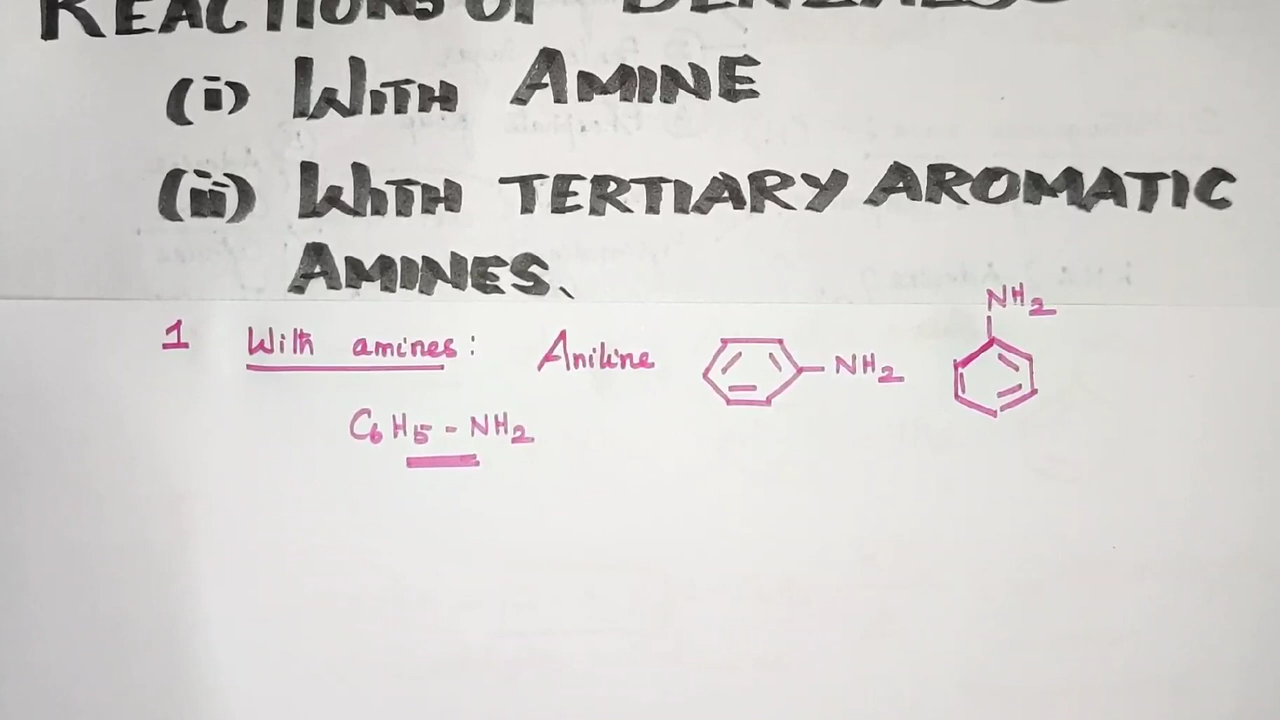 REACTIONS OF
(i) WITH AMINE
(ii) WITH TERTIARY AROMATIC
AMINES.
1 With amines: Aniline NH2 NH2
C6H5-NH2